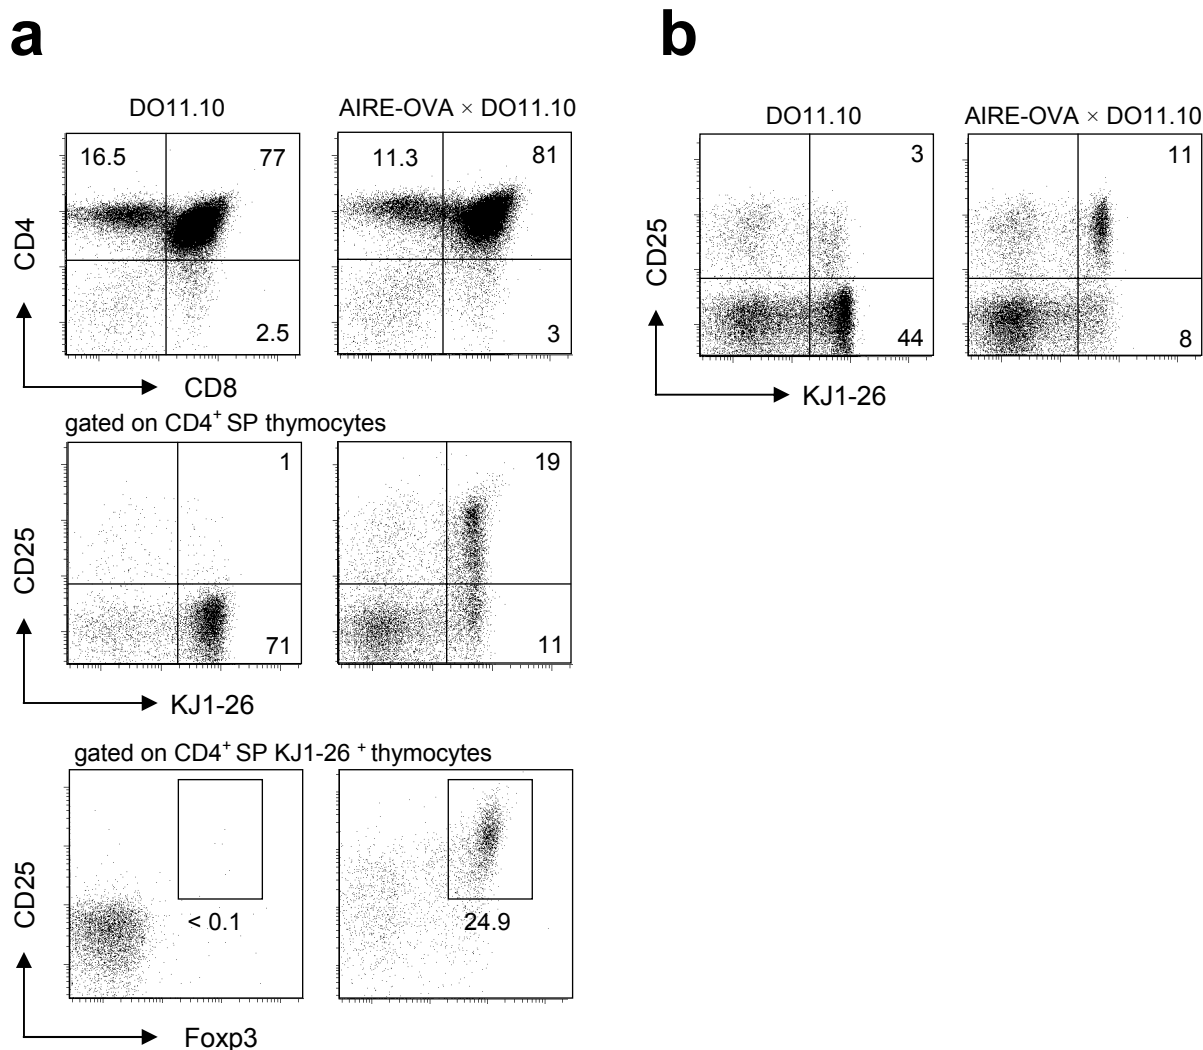 a
DO11.10
AIRE-OVA × DO11.10
16.5
77
11.3
81
CD4
2.5
3
CD8
gated on CD4+ SP thymocytes
1
19
CD25
71
11
KJ1-26
gated on CD4+ SP KJ1-26 + thymocytes
CD25
< 0.1
24.9
Foxp3
b
DO11.10
AIRE-OVA × DO11.10
3
11
CD25
44
8
KJ1-26